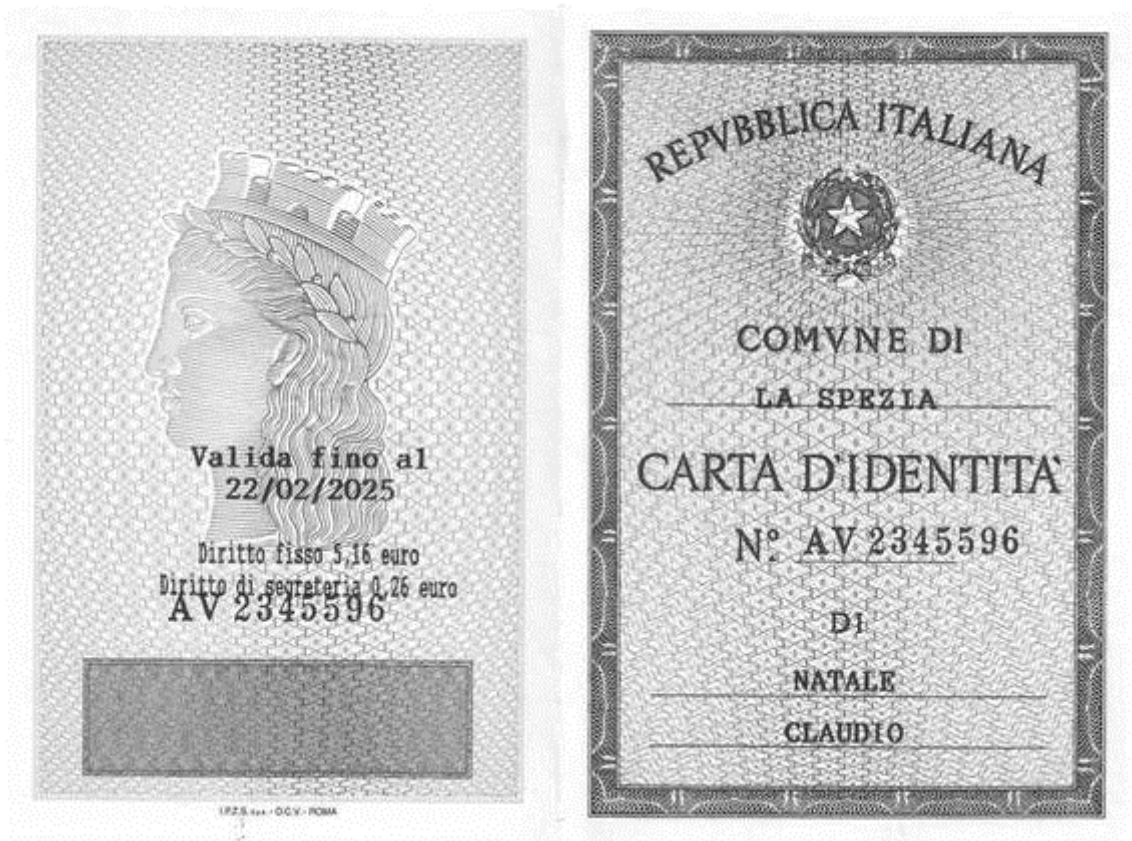 Valida fino al
22/02/2025
Diritto fisso 5,16 euro
Diritto di segreteria 0,26 euro
AV 2345596
I.P.Z.S. S.p.A. - O.C.V. - ROMA
REPVBBLICA ITALIANA
COMVNE DI
LA SPEZIA
CARTA D'IDENTITA'
N° AV 2345596
DI
NATALE
CLAUDIO